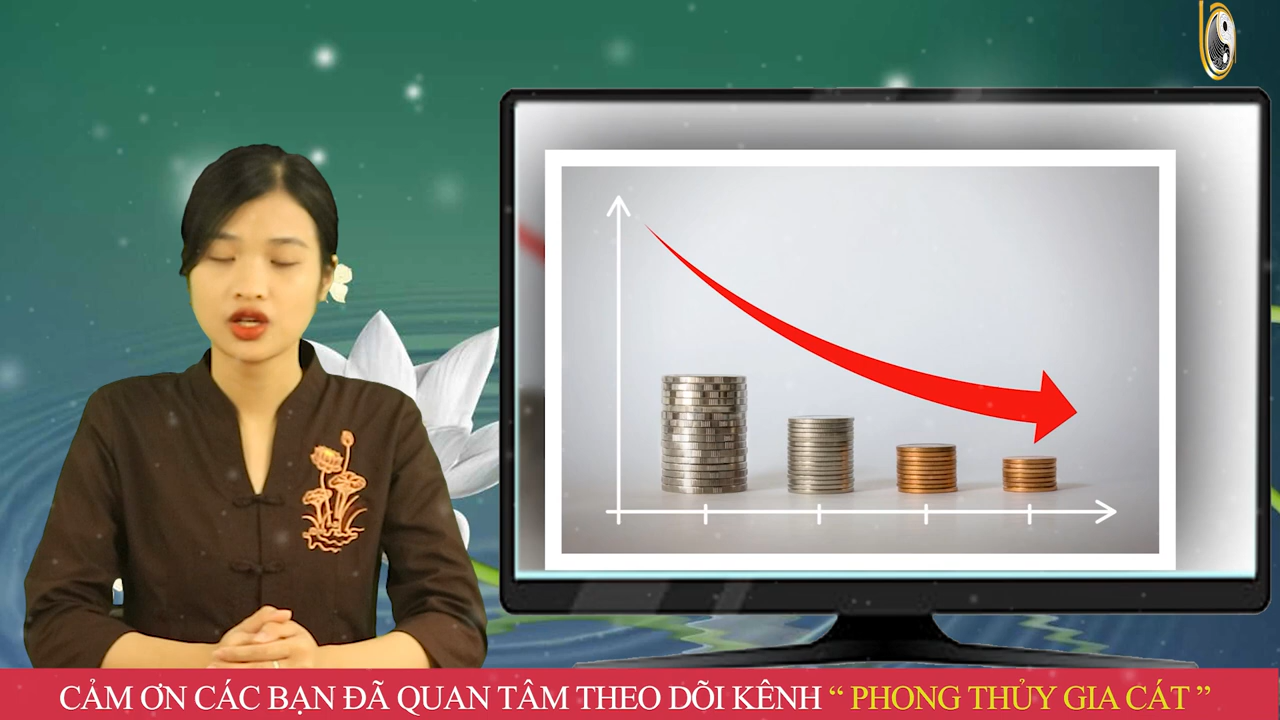 CẢM ƠN CÁC BẠN ĐÃ QUAN TÂM THEO DÕI KÊNH “ PHONG THỦY GIA CÁT ”